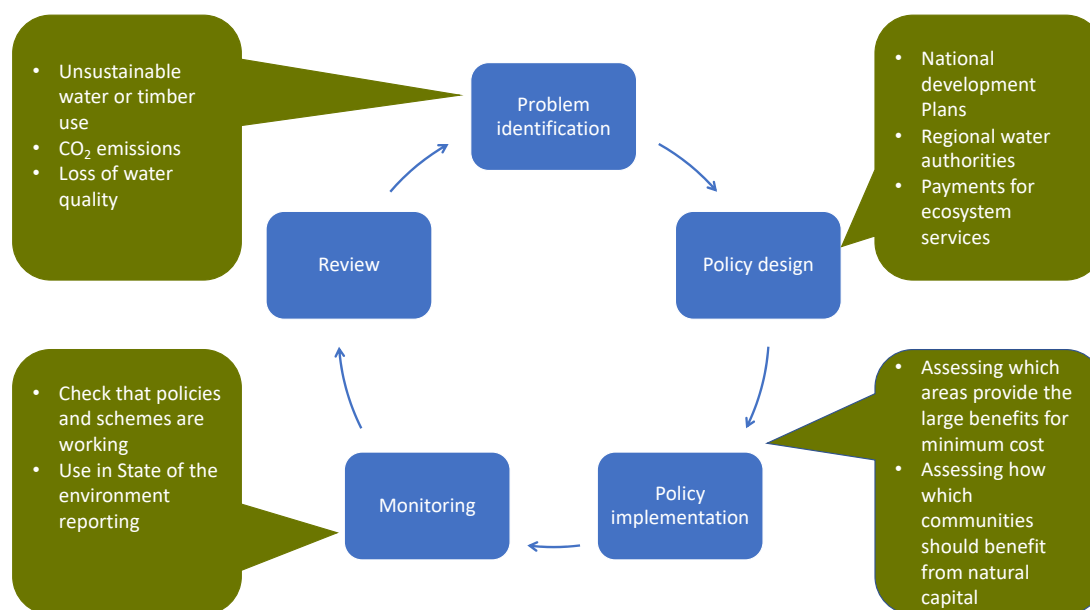 • Unsustainable
water or timber
use
• CO₂ emissions
• Loss of water
quality
Problem
identification
• National
development
Plans
• Regional water
authorities
• Payments for
ecosystem
services
Review
Policy design
• Check that policies
and schemes are
working
• Use in State of the
environment
reporting
Monitoring
Policy
implementation
• Assessing which
areas provide the
large benefits for
minimum cost
• Assessing how
which
communities
should benefit
from natural
capital